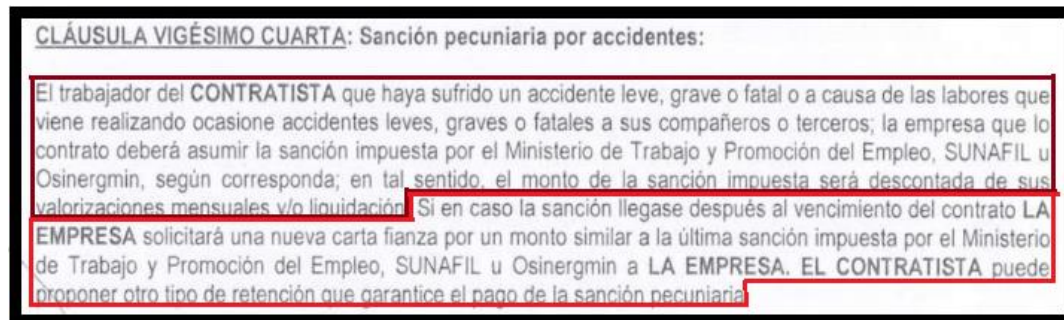 CLÁUSULA VIGÉSIMO CUARTA: Sanción pecuniaria por accidentes:
El trabajador del CONTRATISTA que haya sufrido un accidente leve, grave o fatal o a causa de las labores que
viene realizando ocasione accidentes leves, graves o fatales a sus compañeros o terceros; la empresa que lo
contrato deberá asumir la sanción impuesta por el Ministerio de Trabajo y Promoción del Empleo, SUNAFIL u
Osinergmin, según corresponda; en tal sentido, el monto de la sanción impuesta será descontada de sus
valorizaciones mensuales y/o liquidación. Si en caso la sanción llegase después al vencimiento del contrato LA
EMPRESA solicitará una nueva carta fianza por un monto similar a la última sanción impuesta por el Ministerio
de Trabajo y Promoción del Empleo, SUNAFIL u Osinergmin a LA EMPRESA. EL CONTRATISTA puede
proponer otro tipo de retención que garantice el pago de la sanción pecuniaria